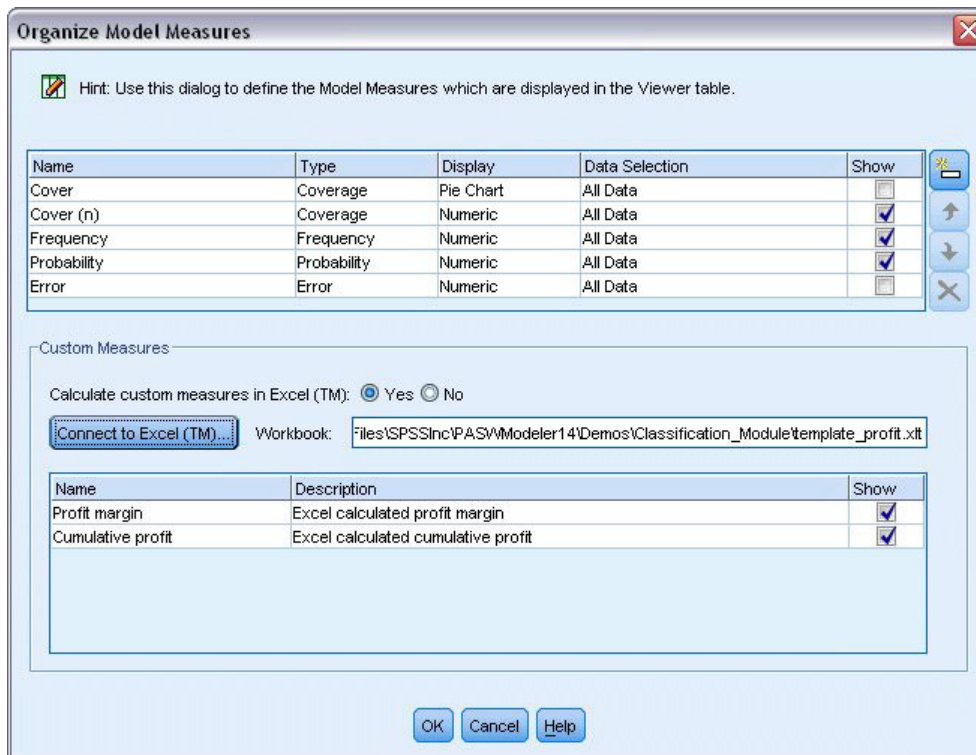 Organize Model Measures
Hint: Use this dialog to define the Model Measures which are displayed in the Viewer table.
Name Type Display Data Selection Show
Cover Coverage Pie Chart All Data
Cover (n) Coverage Numeric All Data
Frequency Frequency Numeric All Data
Probability Probability Numeric All Data
Error Error Numeric All Data
Custom Measures
Calculate custom measures in Excel (TM): Yes No
Connect to Excel (TM)... Workbook: Files\SPSSInc\PASWModeler14\Demos\Classification_Module\template_profit.xlt
Name Description Show
Profit margin Excel calculated profit margin
Cumulative profit Excel calculated cumulative profit
OK Cancel Help